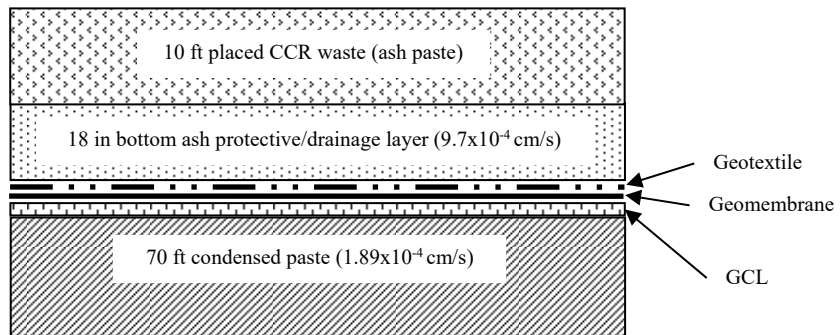 10 ft placed CCR waste (ash paste)
18 in bottom ash protective/drainage layer (9.7x10⁻⁴ cm/s)
Geotextile
Geomembrane
70 ft condensed paste (1.89x10⁻⁴ cm/s)
GCL